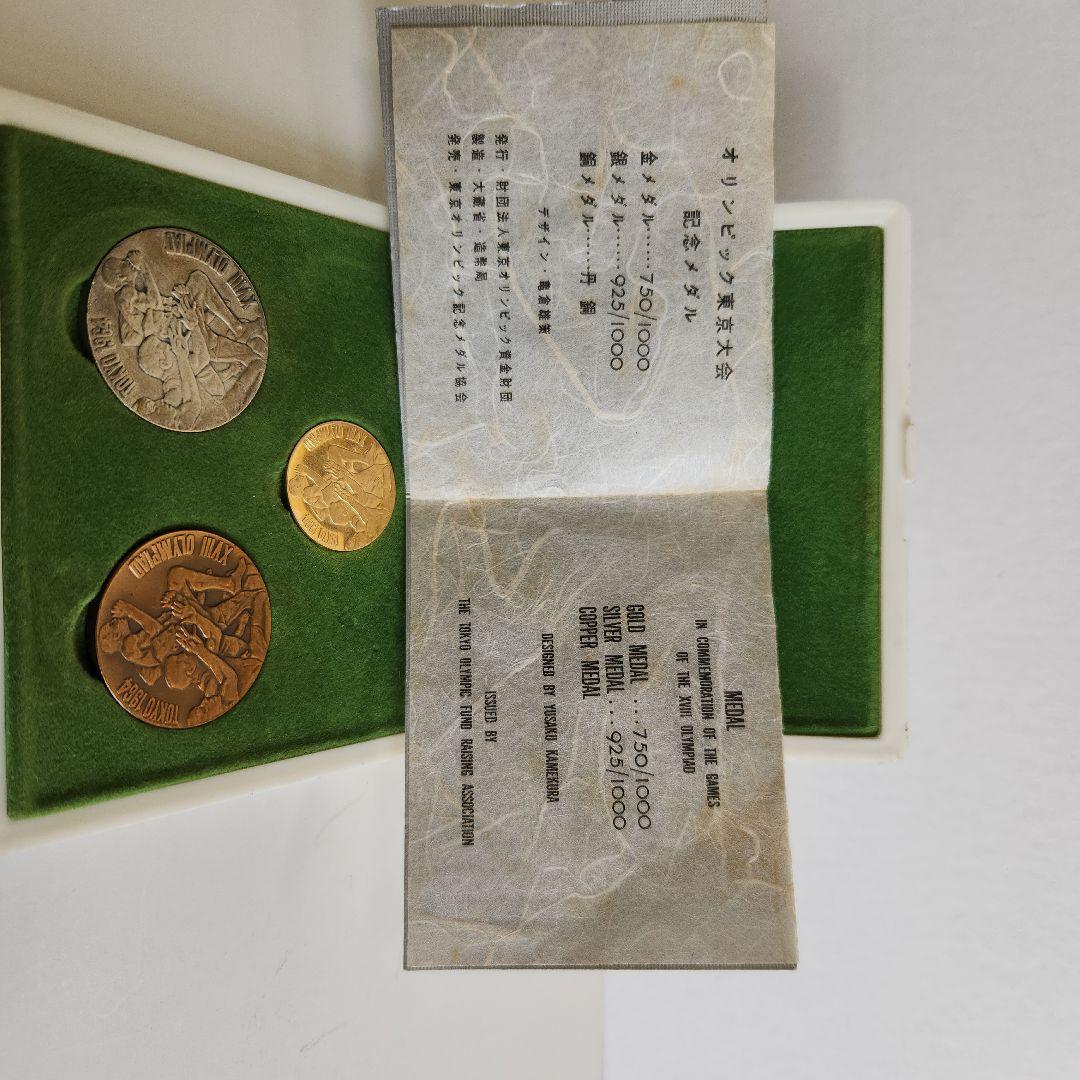 オリンピック東京大会
記念メダル
金メダル‥‥750/1000
銀メダル‥‥925/1000
銅メダル‥‥丹 銅
デザイン・亀倉雄策
発行・財団法人東京オリンピック資金財団
製造・大蔵省・造幣局
発売・東京オリンピック記念メダル協会
MEDAL
IN COMMEMORATION OF THE GAMES
OF THE XVIII OLYMPIAD
GOLD MEDAL ...750/1000
SILVER MEDAL...925/1000
COPPER MEDAL
DESIGNED BY YUSAKU KAMEKURA
ISSUED BY
THE TOKYO OLYMPIC FUND RAISING ASSOCIATION
XVIII OLYMPIAD
TOKYO 1964
XVIII OLYMPIAD
TOKYO 1964
XVIII OLYMPIAD
TOKYO 1964